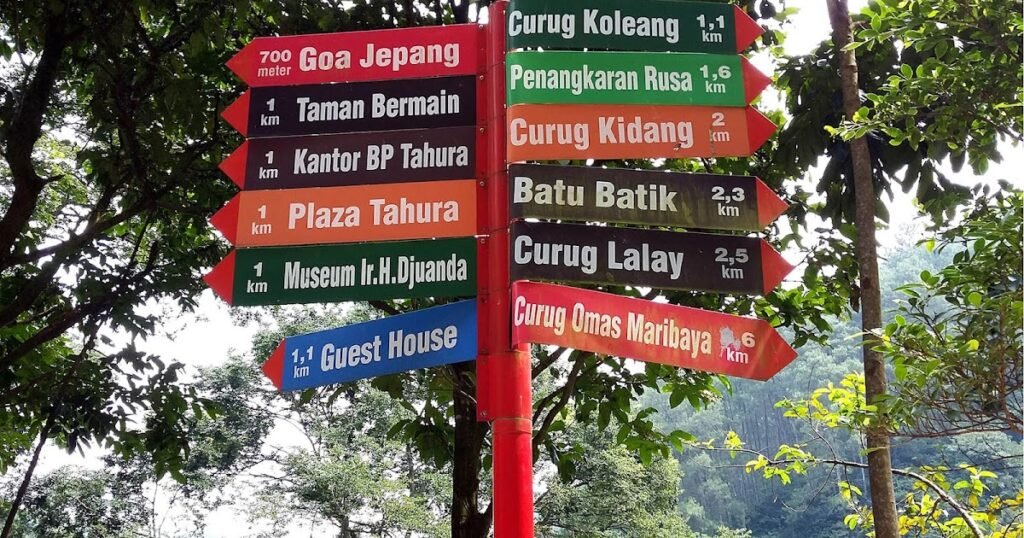 700 meter Goa Jepang
1 km Taman Bermain
1 km Kantor BP Tahura
1 km Plaza Tahura
1 km Museum Ir.H.Djuanda
1,1 km Guest House
Curug Koleang 1,1 km
Penangkaran Rusa 1,6 km
Curug Kidang 2 km
Batu Batik 2,3 km
Curug Lalay 2,5 km
Curug Omas Maribaya 6 km